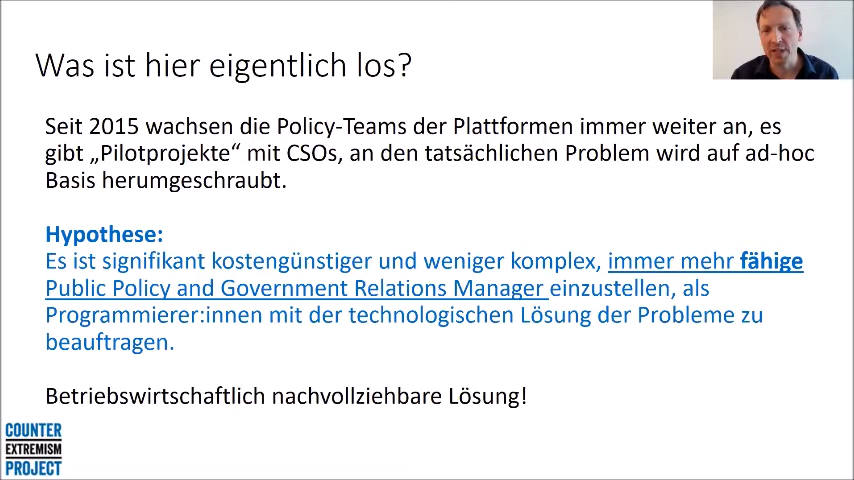 Was ist hier eigentlich los?
Seit 2015 wachsen die Policy-Teams der Plattformen immer weiter an, es
gibt „Pilotprojekte“ mit CSOs, an den tatsächlichen Problem wird auf ad-hoc
Basis herumgeschraubt.
Hypothese:
Es ist signifikant kostengünstiger und weniger komplex, immer mehr fähige
Public Policy and Government Relations Manager einzustellen, als
Programmierer:innen mit der technologischen Lösung der Probleme zu
beauftragen.
Betriebswirtschaftlich nachvollziehbare Lösung!
COUNTER
EXTREMISM
PROJECT